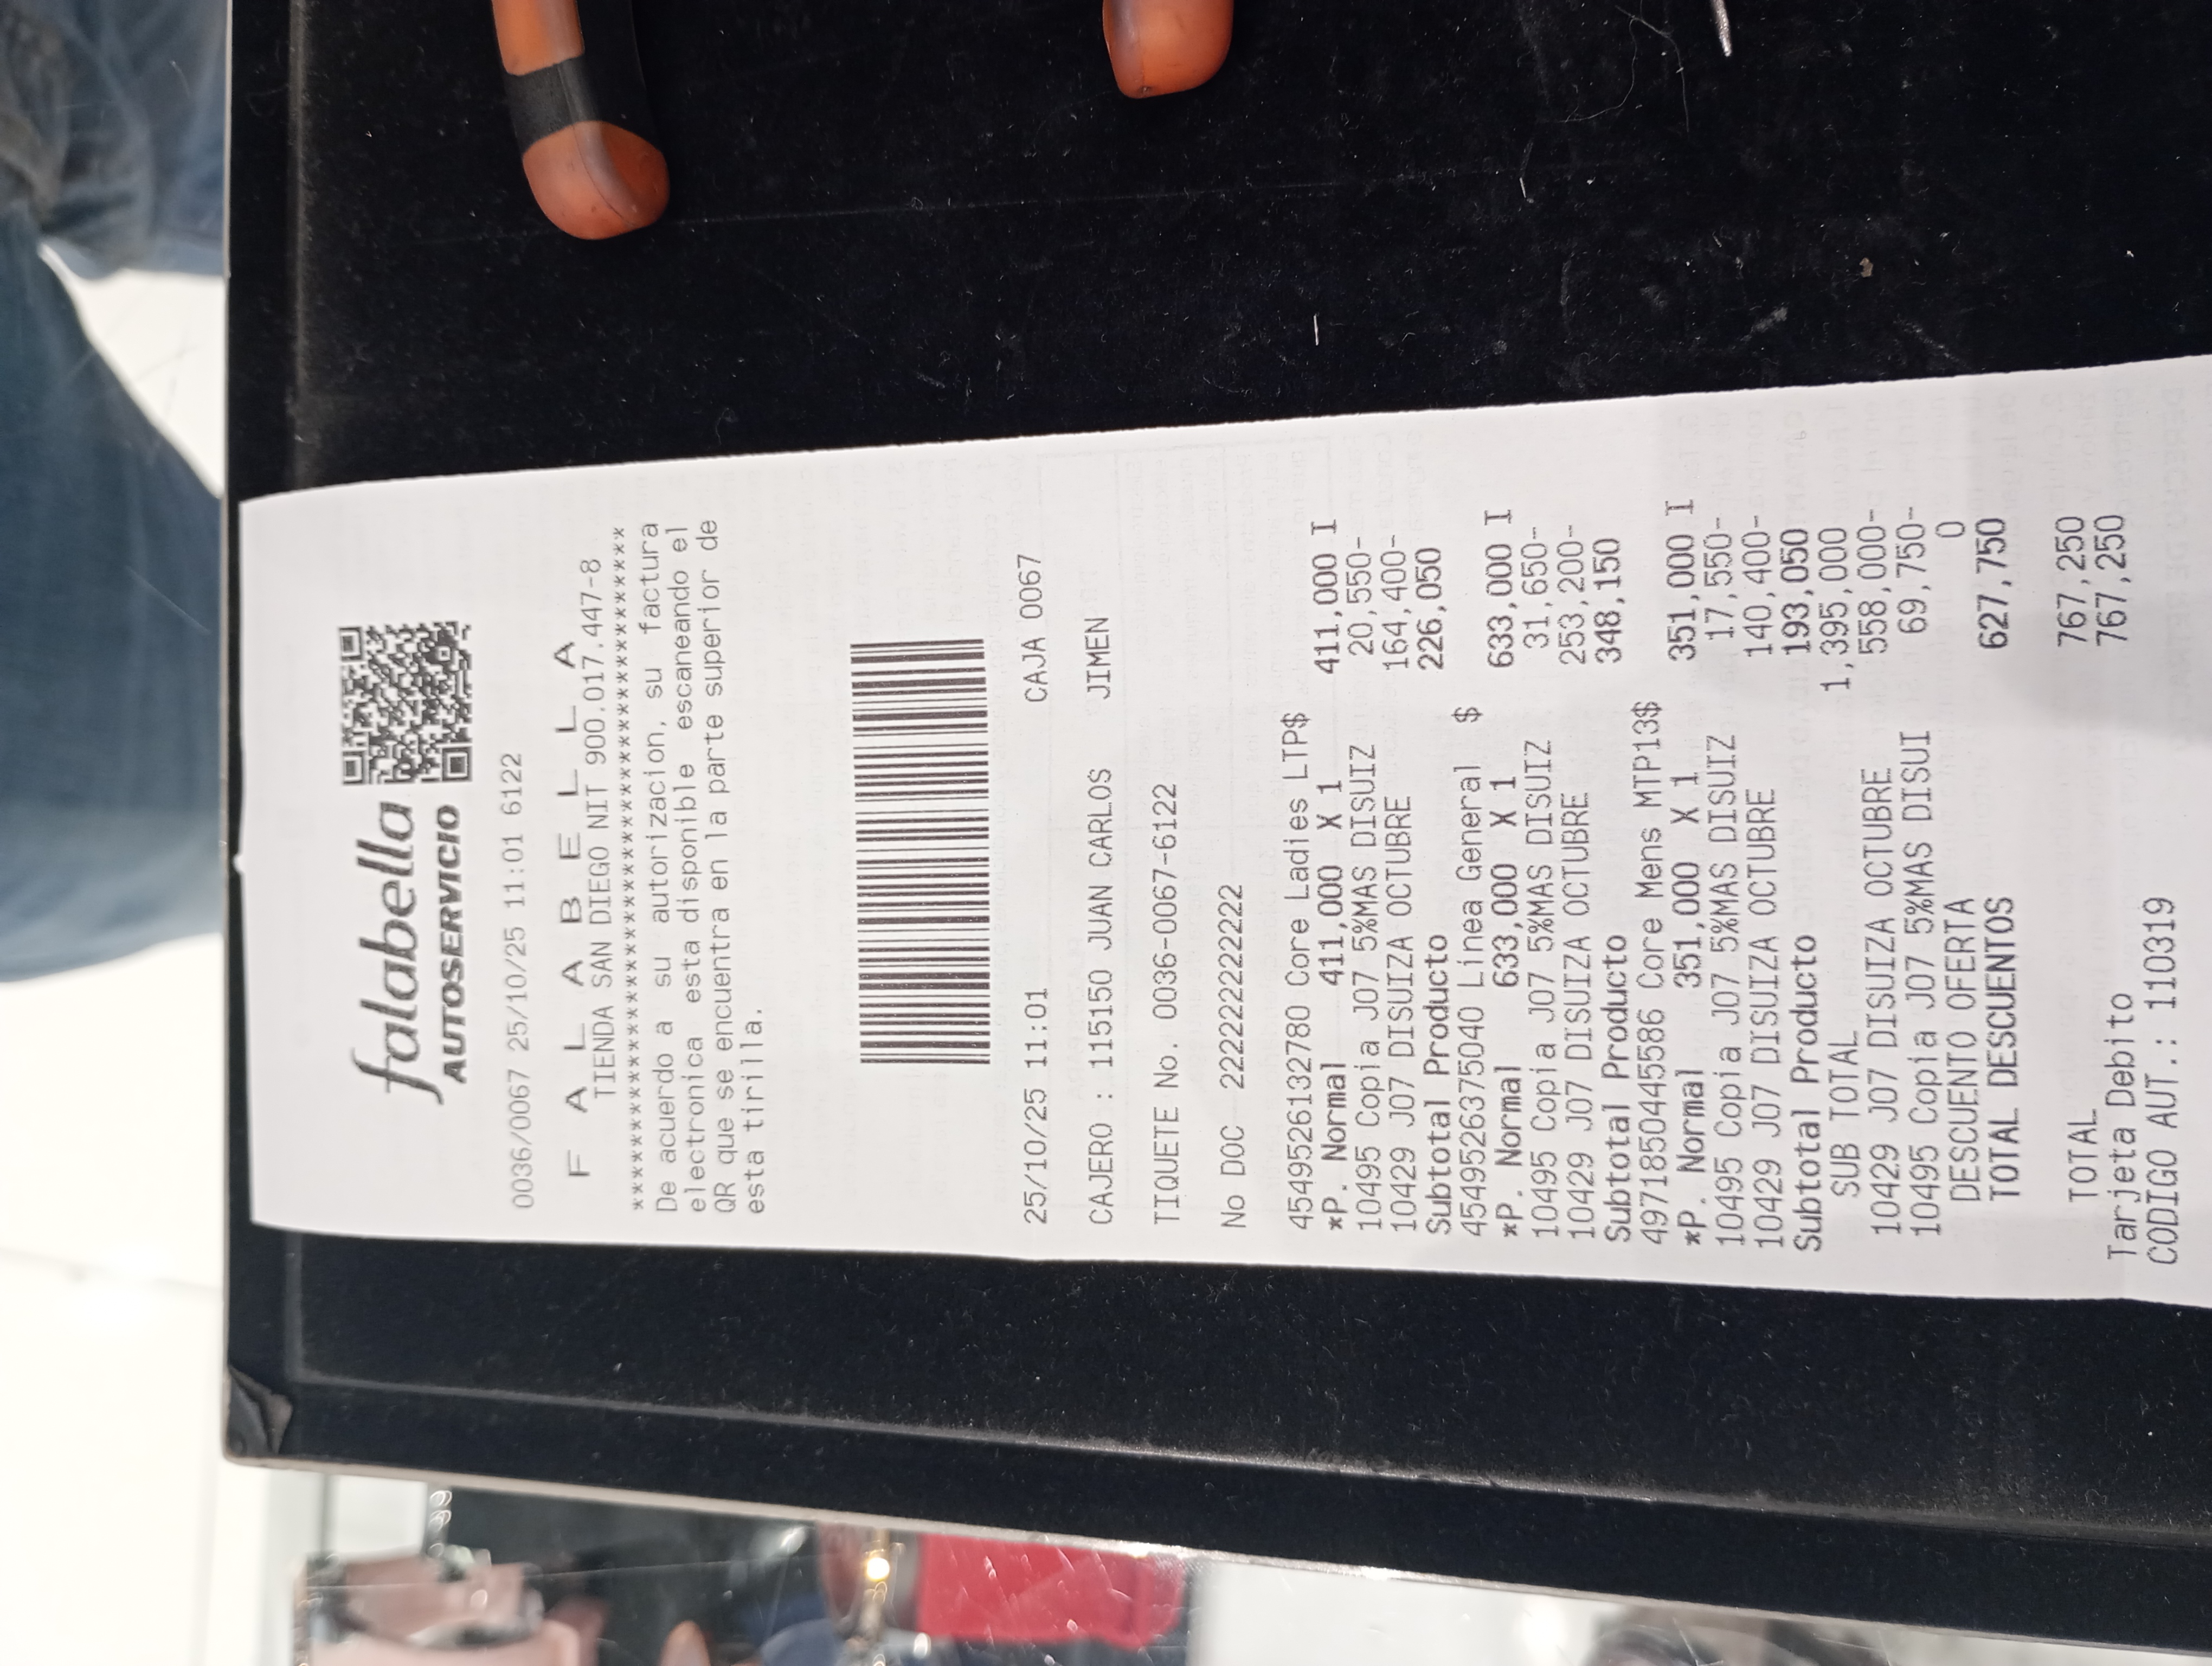 falabella
AUTOSERVICIO
0036/0067 25/10/25 11:01 6122
F A L A B E L L A
TIENDA SAN DIEGO NIT 900.017.447-8
******************************************
De acuerdo a su autorizacion, su factura
electronica esta disponible escaneando el
QR que se encuentra en la parte superior de
esta tirilla.
25/10/25 11:01 CAJA 0067
CAJERO : 115150 JUAN CARLOS JIMEN
TIQUETE No. 0036-0067-6122
No DOC 222222222222
4549526132780 Core Ladies LTP$
*P. Normal 411,000 X 1 411,000 I
10495 Copia J07 5%MAS DISUIZ 20,550-
10429 J07 DISUIZA OCTUBRE 164,400-
Subtotal Producto 226,050
4549526375040 Linea General $
*P. Normal 633,000 X 1 633,000 I
10495 Copia J07 5%MAS DISUIZ 31,650-
10429 J07 DISUIZA OCTUBRE 253,200-
Subtotal Producto 348,150
4971850445586 Core Mens MTP13$
*P. Normal 351,000 X 1 351,000 I
10495 Copia J07 5%MAS DISUIZ 17,550-
10429 J07 DISUIZA OCTUBRE 140,400-
Subtotal Producto 193,050
SUB TOTAL 1,395,000
10429 J07 DISUIZA OCTUBRE 558,000-
10495 Copia J07 5%MAS DISUI 69,750-
DESCUENTO OFERTA 0
TOTAL DESCUENTOS 627,750
TOTAL 767,250
Tarjeta Debito 767,250
CODIGO AUT.: 110319